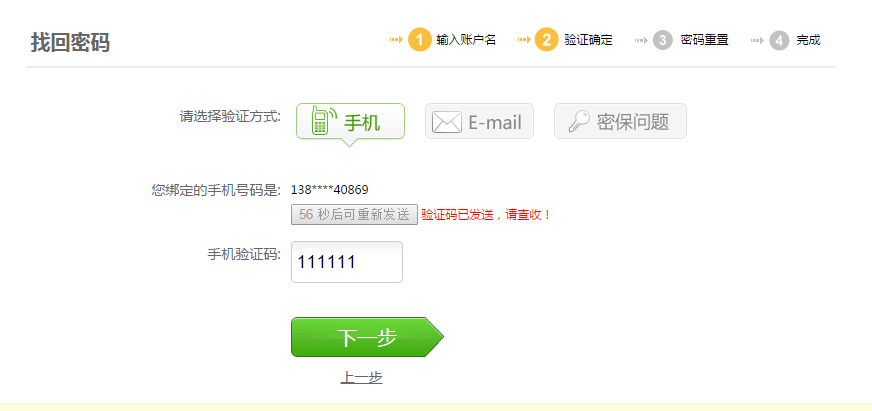 找回密码
1 输入账户名 2 验证确定 3 密码重置 4 完成
请选择验证方式: 手机 E-mail 密保问题
您绑定的手机号码是: 138****40869
56 秒后可重新发送 验证码已发送，请查收！
手机验证码: 111111
下一步
上一步